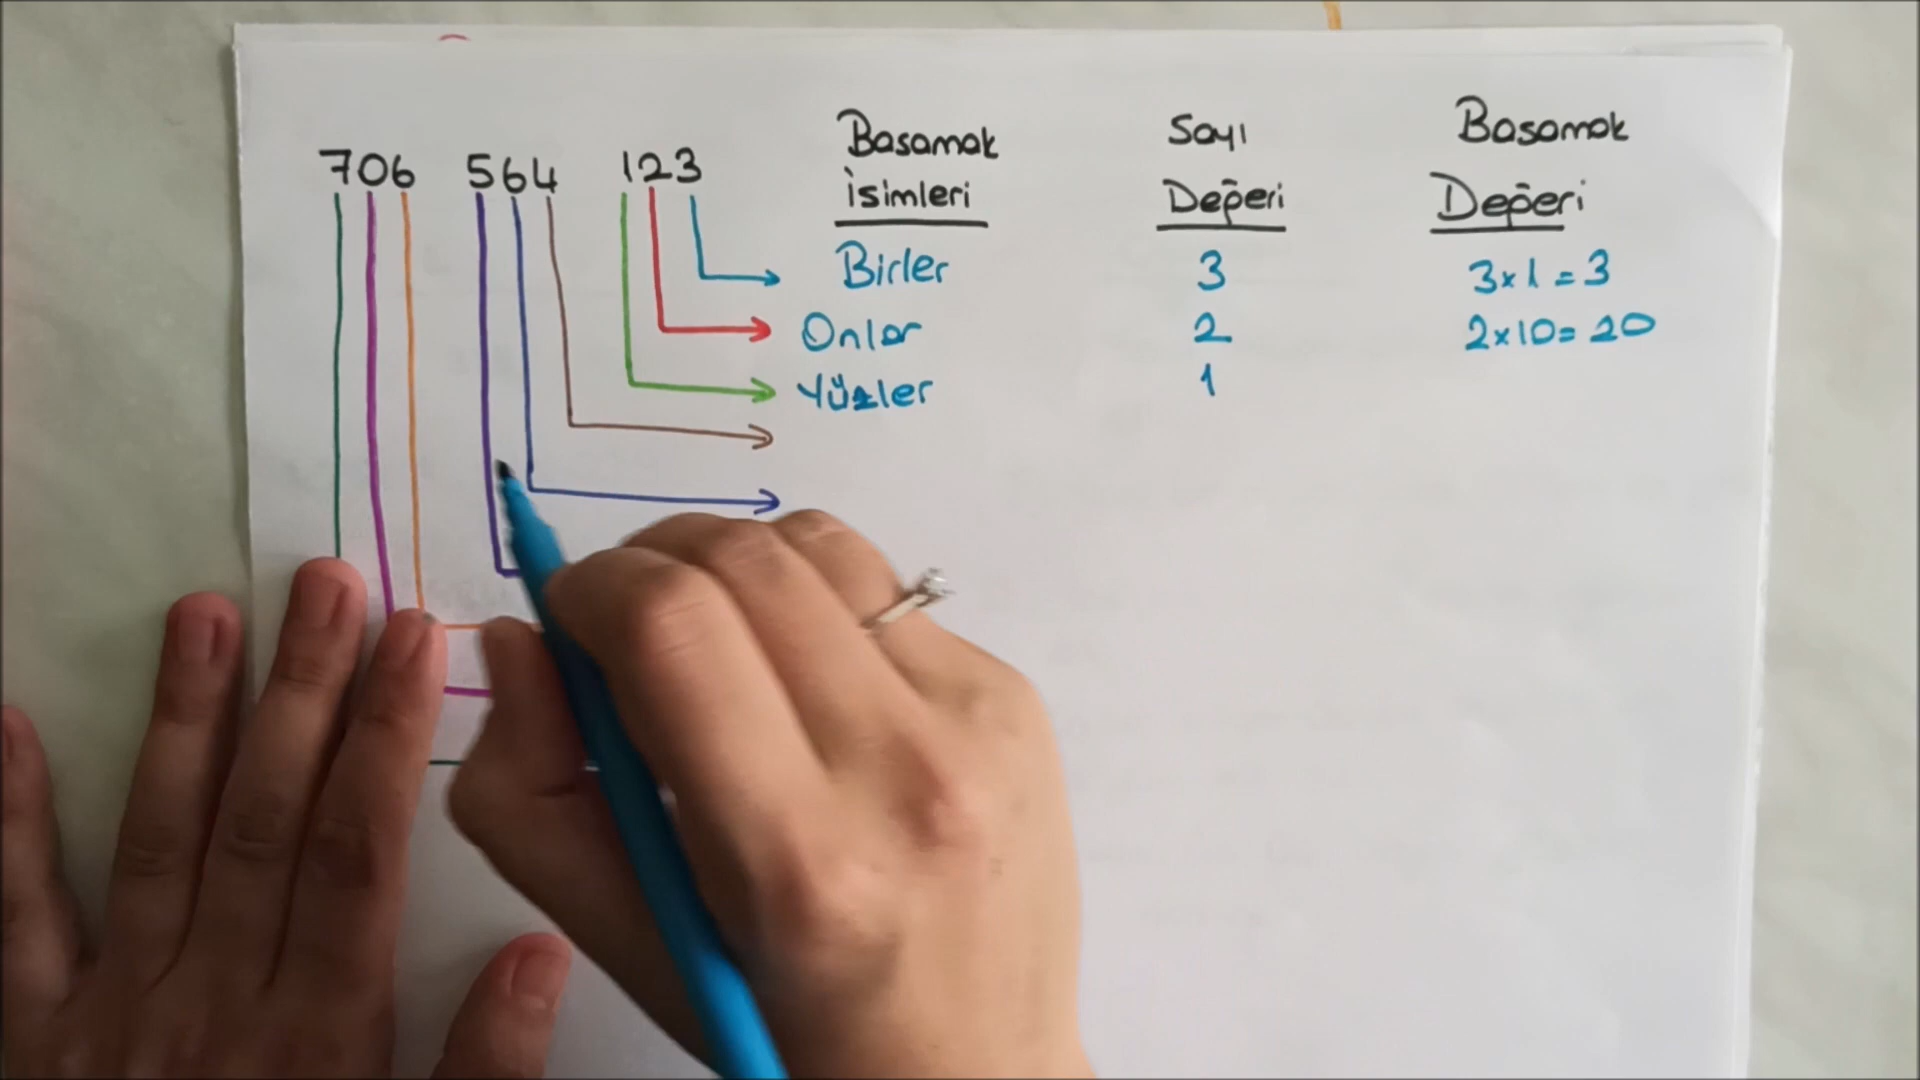 706 564 123
Basamak İsimleri
Sayı Değeri
Basamak Değeri
Birler 3 3x1=3
Onlar 2 2x10=20
Yüzler 1